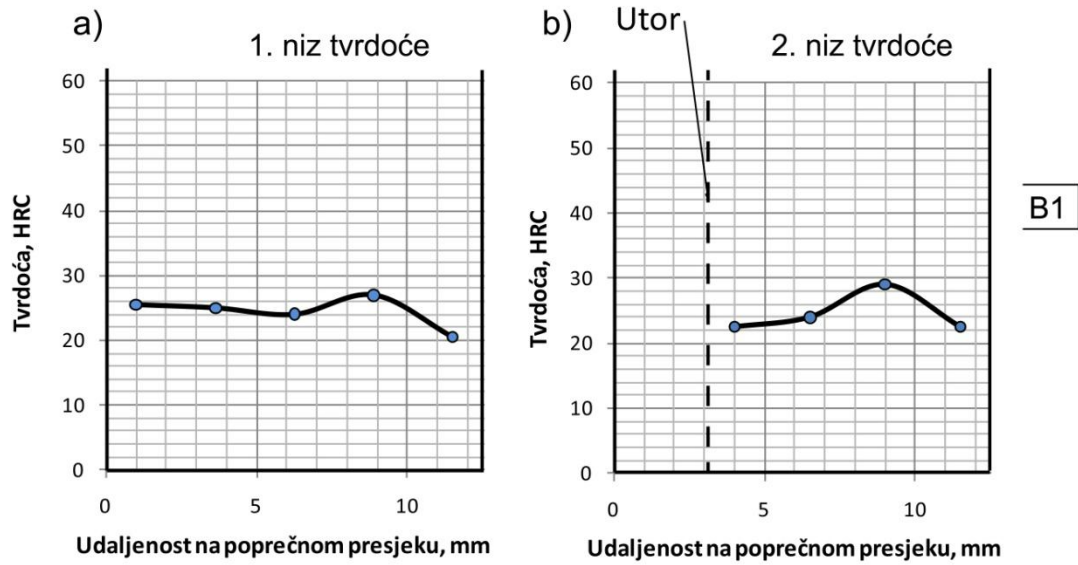 a)
1. niz tvrdoće
60
50
40
30
20
10
0
Tvrdoća, HRC
0 5 10
Udaljenost na poprečnom presjeku, mm
b)
Utor
2. niz tvrdoće
60
50
40
30
20
10
0
Tvrdoća, HRC
0 5 10
Udaljenost na poprečnom presjeku, mm
B1